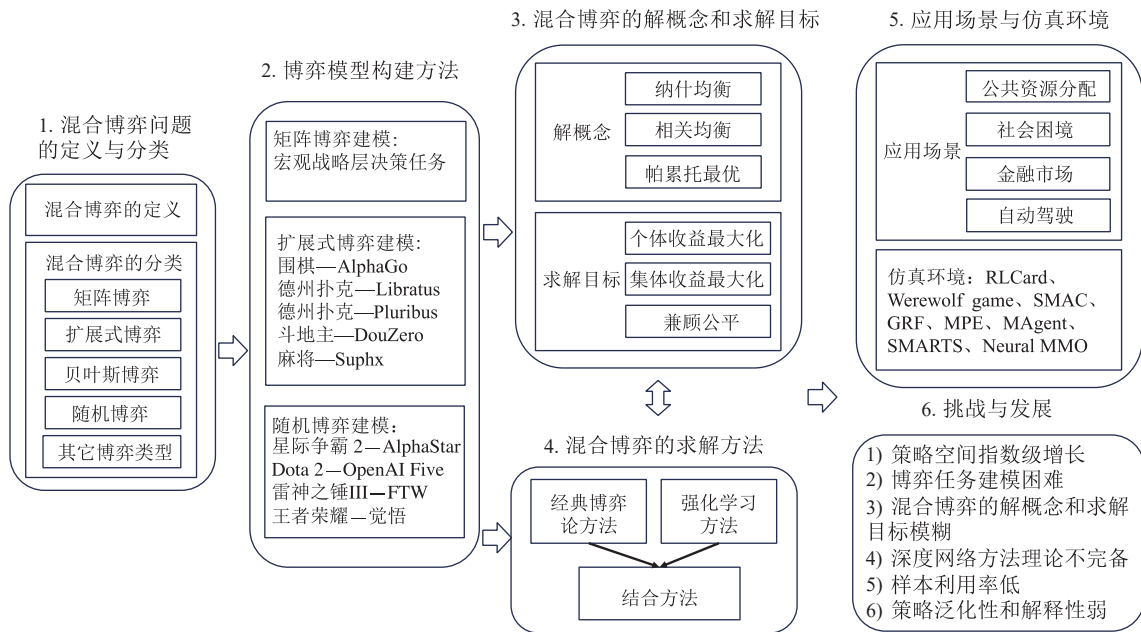 1. 混合博弈问题
的定义与分类
混合博弈的定义
混合博弈的分类
矩阵博弈
扩展式博弈
贝叶斯博弈
随机博弈
其它博弈类型
2. 博弈模型构建方法
矩阵博弈建模:
宏观战略层决策任务
扩展式博弈建模:
围棋—AlphaGo
德州扑克—Libratus
德州扑克—Pluribus
斗地主—DouZero
麻将—Suphx
随机博弈建模:
星际争霸 2—AlphaStar
Dota 2—OpenAI Five
雷神之锤III—FTW
王者荣耀—觉悟
3. 混合博弈的解概念和求解目标
解概念
纳什均衡
相关均衡
帕累托最优
求解目标
个体收益最大化
集体收益最大化
兼顾公平
4. 混合博弈的求解方法
经典博弈
论方法
强化学习
方法
结合方法
5. 应用场景与仿真环境
应用场景
公共资源分配
社会困境
金融市场
自动驾驶
仿真环境：RLCard、
Werewolf game、SMAC、
GRF、MPE、MAgent、
SMARTS、Neural MMO
6. 挑战与发展
1) 策略空间指数级增长
2) 博弈任务建模困难
3) 混合博弈的解概念和求解
目标模糊
4) 深度网络方法理论不完备
5) 样本利用率低
6) 策略泛化性和解释性弱